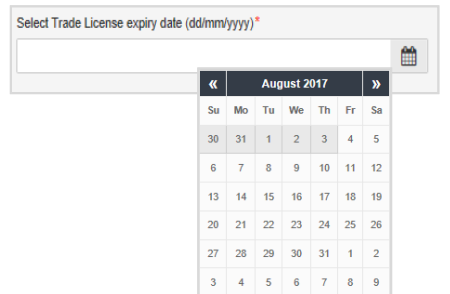 Select Trade License expiry date (dd/mm/yyyy)*
« August 2017 »
Su Mo Tu We Th Fr Sa
30 31 1 2 3 4 5
6 7 8 9 10 11 12
13 14 15 16 17 18 19
20 21 22 23 24 25 26
27 28 29 30 31 1 2
3 4 5 6 7 8 9